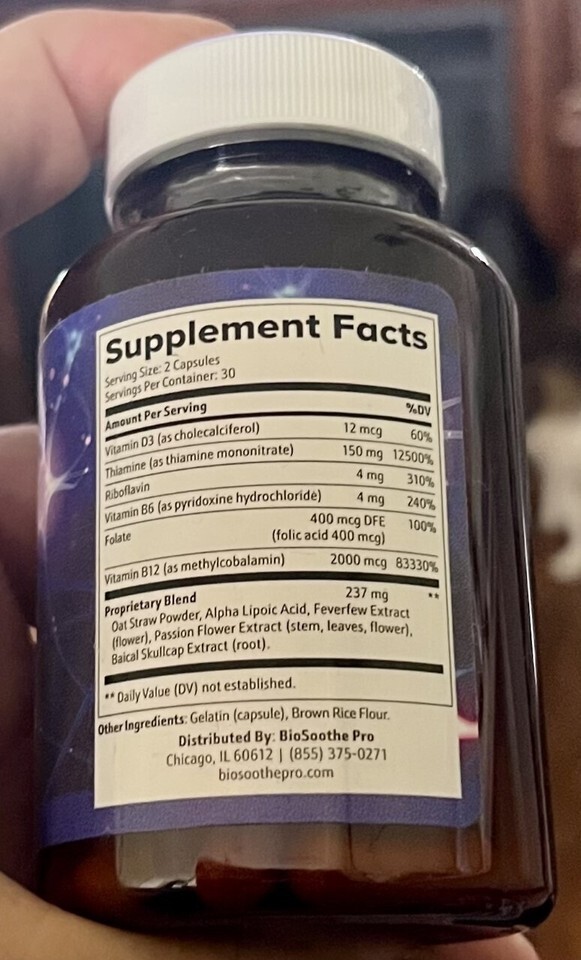 Supplement Facts
Serving Size: 2 Capsules
Servings Per Container: 30
Amount Per Serving %DV
Vitamin D3 (as cholecalciferol) 12 mcg 60%
Thiamine (as thiamine mononitrate) 150 mg 12500%
Riboflavin 4 mg 310%
Vitamin B6 (as pyridoxine hydrochloride) 4 mg 240%
Folate 400 mcg DFE 100%
(folic acid 400 mcg)
Vitamin B12 (as methylcobalamin) 2000 mcg 83330%
Proprietary Blend 237 mg **
Oat Straw Powder, Alpha Lipoic Acid, Feverfew Extract
(flower), Passion Flower Extract (stem, leaves, flower),
Baical Skullcap Extract (root).
** Daily Value (DV) not established.
Other Ingredients: Gelatin (capsule), Brown Rice Flour.
Distributed By: BioSoothe Pro
Chicago, IL 60612 | (855) 375-0271
biosoothepro.com